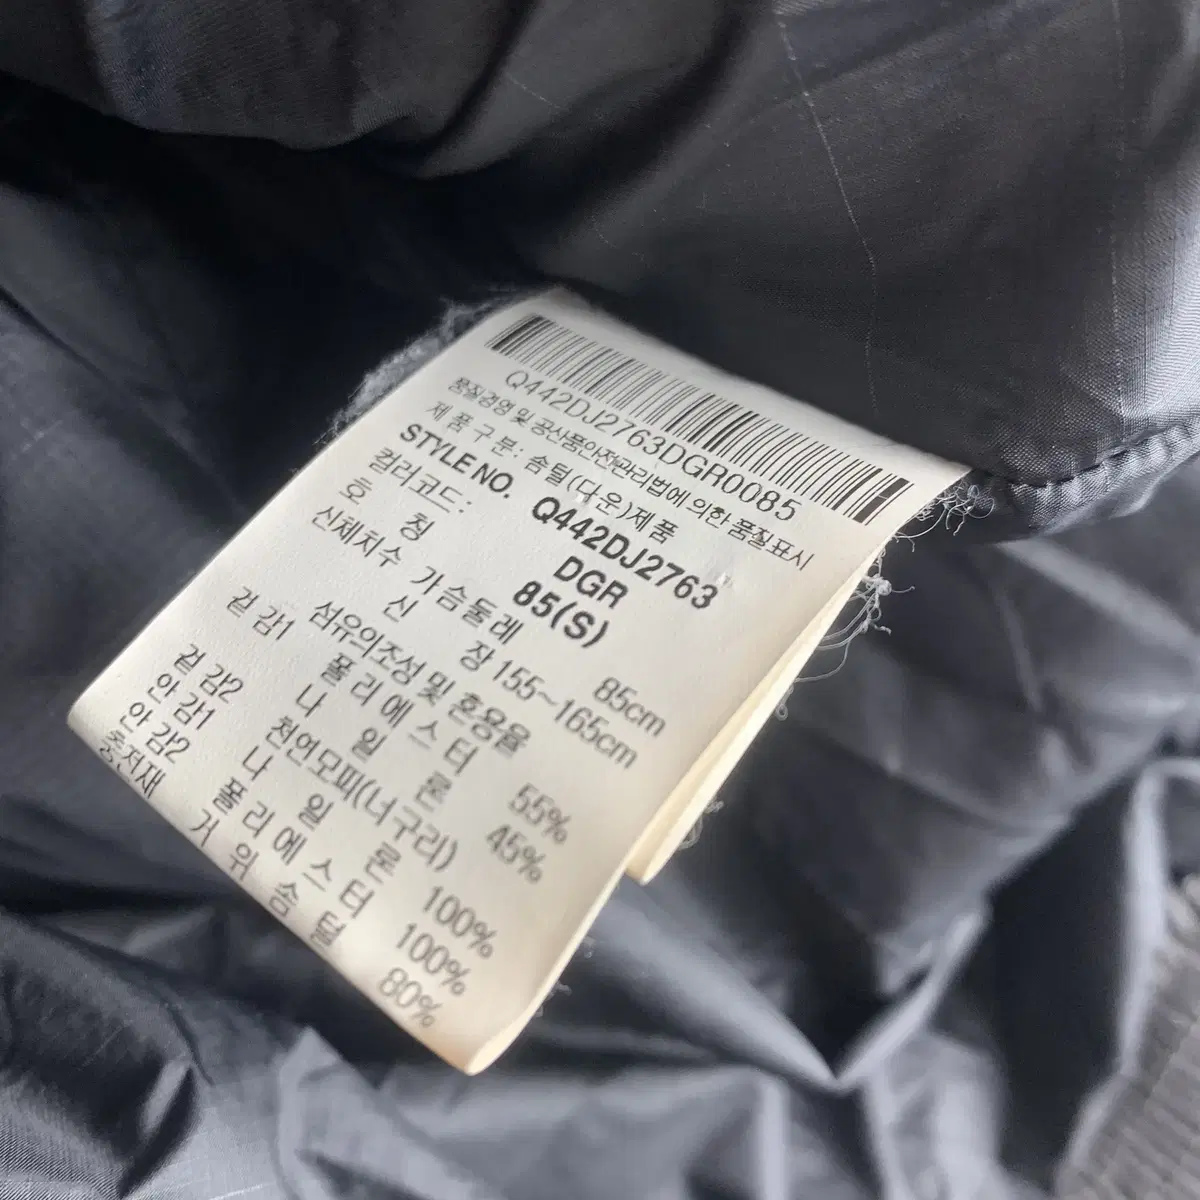 Q442DJ2763DGR0085
품질경영 및 공산품안전관리법에 의한 품질표시
제품구분: 솜털(다운)제품
STYLE NO. Q442DJ2763
컬러코드: DGR
호 칭 85(S)
신체치수 가슴둘레 85cm
신 장 155~165cm
섬유의조성 및 혼용율
겉감1 폴리에스터 55%
나 일 론 45%
겉감2 천연모피(너구리)
안감1 나 일 론 100%
안감2 폴리에스터 100%
충전재 거위솜털 80%